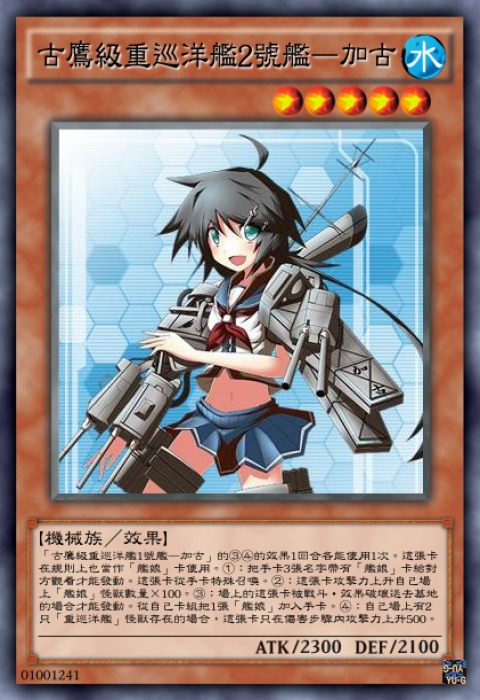 古鷹級重巡洋艦2號艦—加古
水
かこ
【機械族／效果】
「古鷹級重巡洋艦1號艦—加古」的③④的效果1回合各能使用1次。這張卡
在規則上也當作「艦娘」卡使用。①：把手卡3張名字帶有「艦娘」卡給對
方觀看才能發動。這張卡從手卡特殊召喚。②：這張卡攻擊力上升自己場
上「艦娘」怪獸數量×100。③：場上的這張卡被戰斗·效果破壞送去墓地
的場合才能發動。從自己卡組把1張「艦娘」加入手卡。④：自己場上有2
只「重巡洋艦」怪獸存在的場合，這張卡只在傷害步驟內攻擊力上升500。
ATK/2300 DEF/2100
01001241